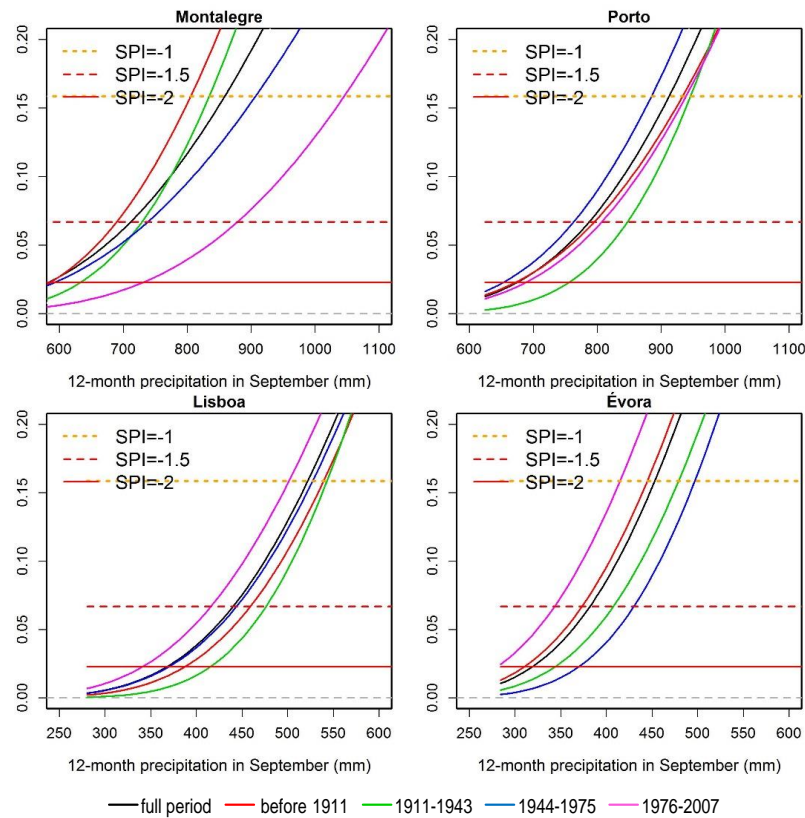 Montalegre
Porto
0.20
SPI=-1
SPI=-1.5
SPI=-2
0.15
0.10
0.05
0.00
600 700 800 900 1000 1100
12-month precipitation in September (mm)
0.20
SPI=-1
SPI=-1.5
SPI=-2
0.15
0.10
0.05
0.00
600 700 800 900 1000 1100
12-month precipitation in September (mm)
Lisboa
Évora
0.20
SPI=-1
SPI=-1.5
SPI=-2
0.15
0.10
0.05
0.00
250 300 350 400 450 500 550 600
12-month precipitation in September (mm)
0.20
SPI=-1
SPI=-1.5
SPI=-2
0.15
0.10
0.05
0.00
250 300 350 400 450 500 550 600
12-month precipitation in September (mm)
full period before 1911 1911-1943 1944-1975 1976-2007